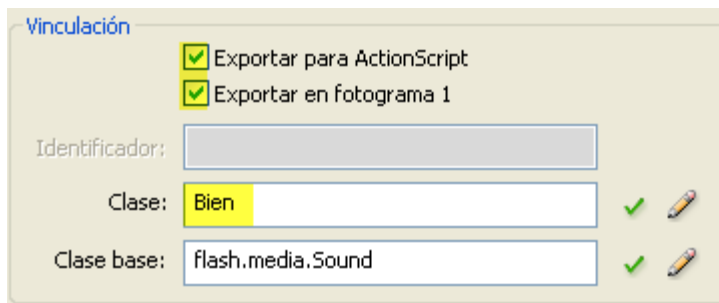 Vinculación
Exportar para ActionScript
Exportar en fotograma 1
Identificador:
Clase: Bien
Clase base: flash.media.Sound